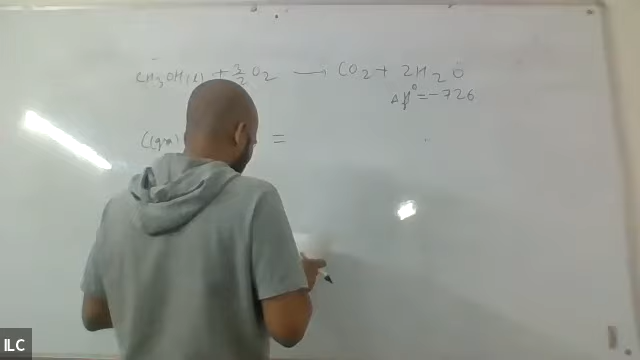 CH3OH(l) + 3/2 O2 → CO2 + 2H2O
ΔH° = -726
C(gr) =
ILC